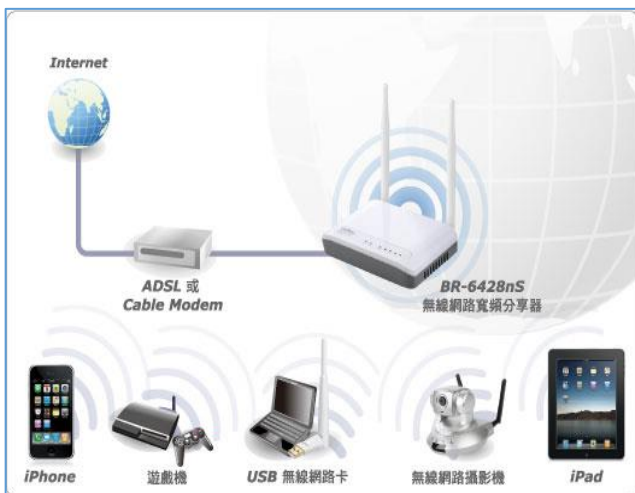 Internet
ADSL 或
Cable Modem
BR-6428nS
無線網路寬頻分享器
iPhone
遊戲機
USB 無線網路卡
無線網路攝影機
iPad